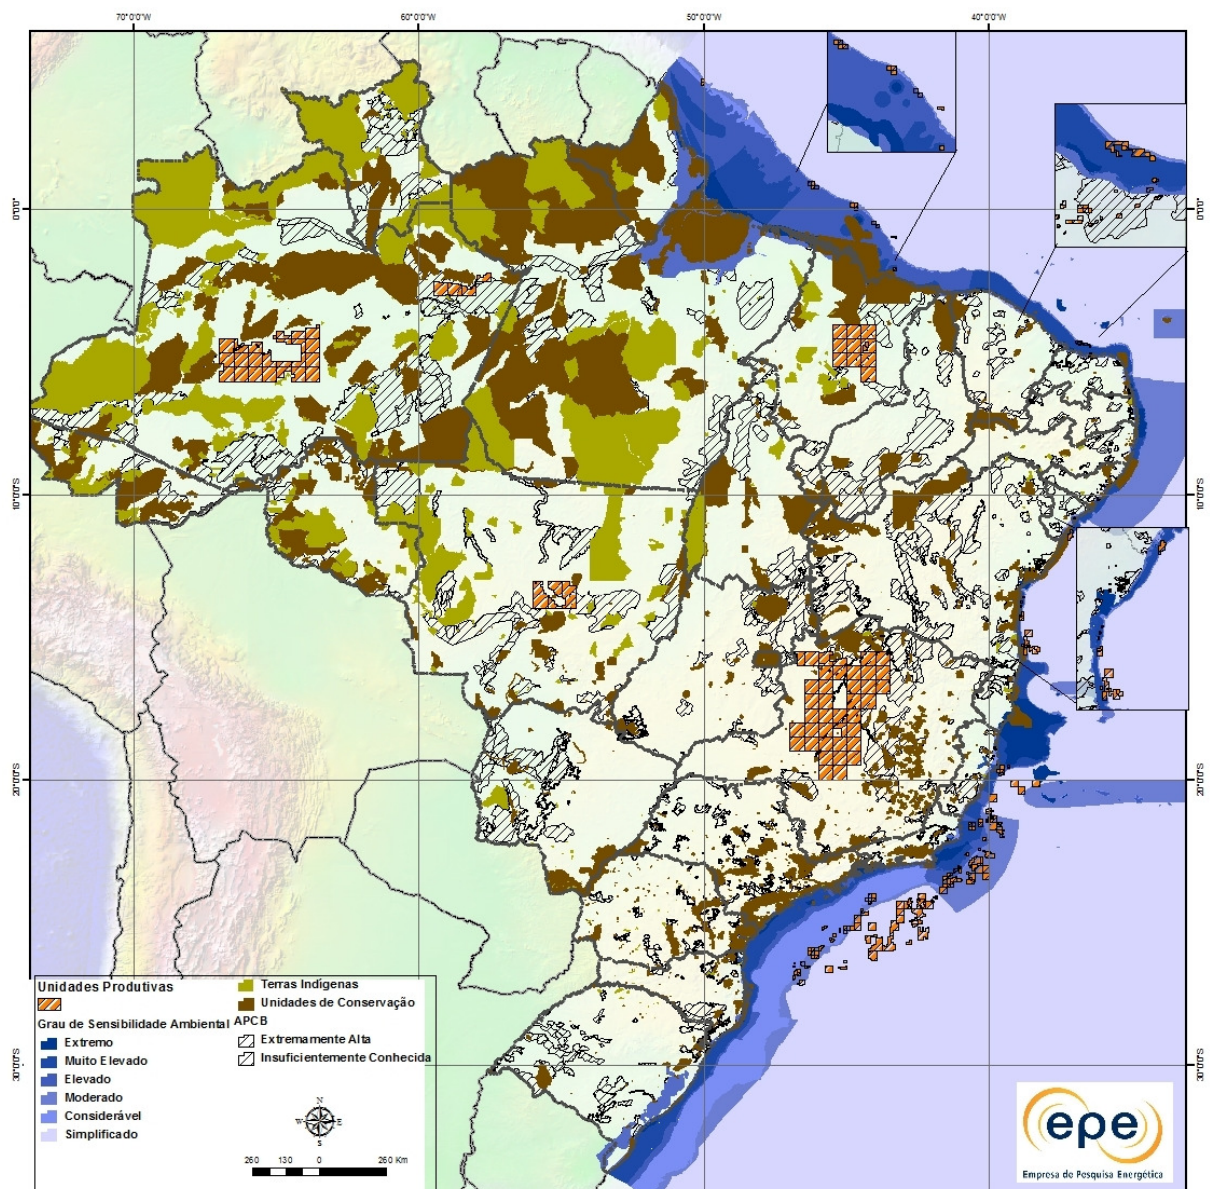 70°0'0"W 60°0'0"W 50°0'0"W 40°0'0"W
0°0'0" 0°0'0"
10°0'0"S 10°0'0"S
20°0'0"S 20°0'0"S
30°0'0"S 30°0'0"S
Unidades Produtivas
Grau de Sensibilidade Ambiental
Extremo
Muito Elevado
Elevado
Moderado
Considerável
Simplificado
Terras Indígenas
Unidades de Conservação
APCB
Extremamente Alta
Insuficientemente Conhecida
N
W E
S
260 130 0 260 Km
epe
Empresa de Pesquisa Energética